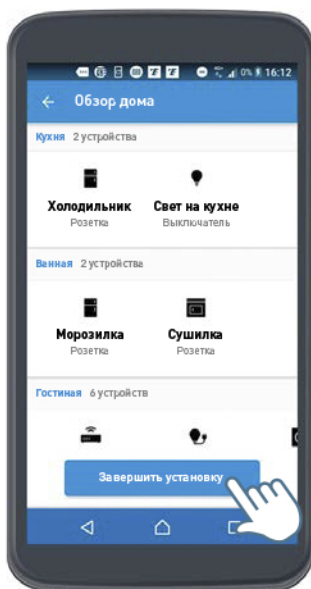 0% 16:12
Обзор дома
Кухня 2 устройства
Холодильник Свет на кухне
Розетка Выключатель
Ванная 2 устройства
Морозилка Сушилка
Розетка Розетка
Гостиная 6 устройств
Завершить установку